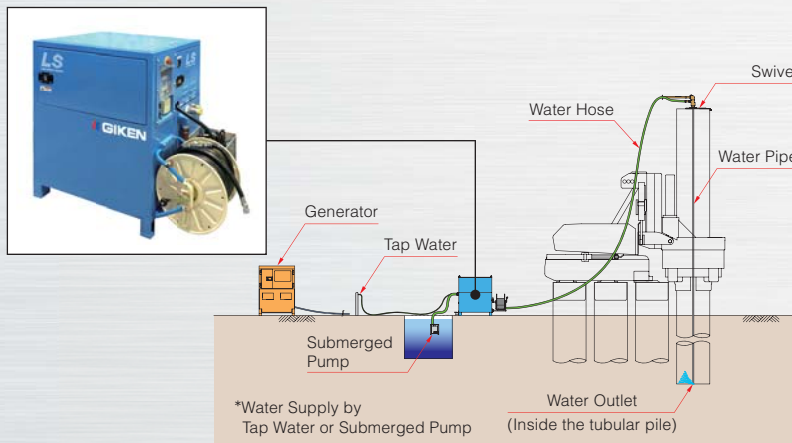 LS
LS
GIKEN
Swive
Water Hose
Water Pipe
Generator
Tap Water
Submerged
Pump
*Water Supply by
Tap Water or Submerged Pump
Water Outlet
(Inside the tubular pile)